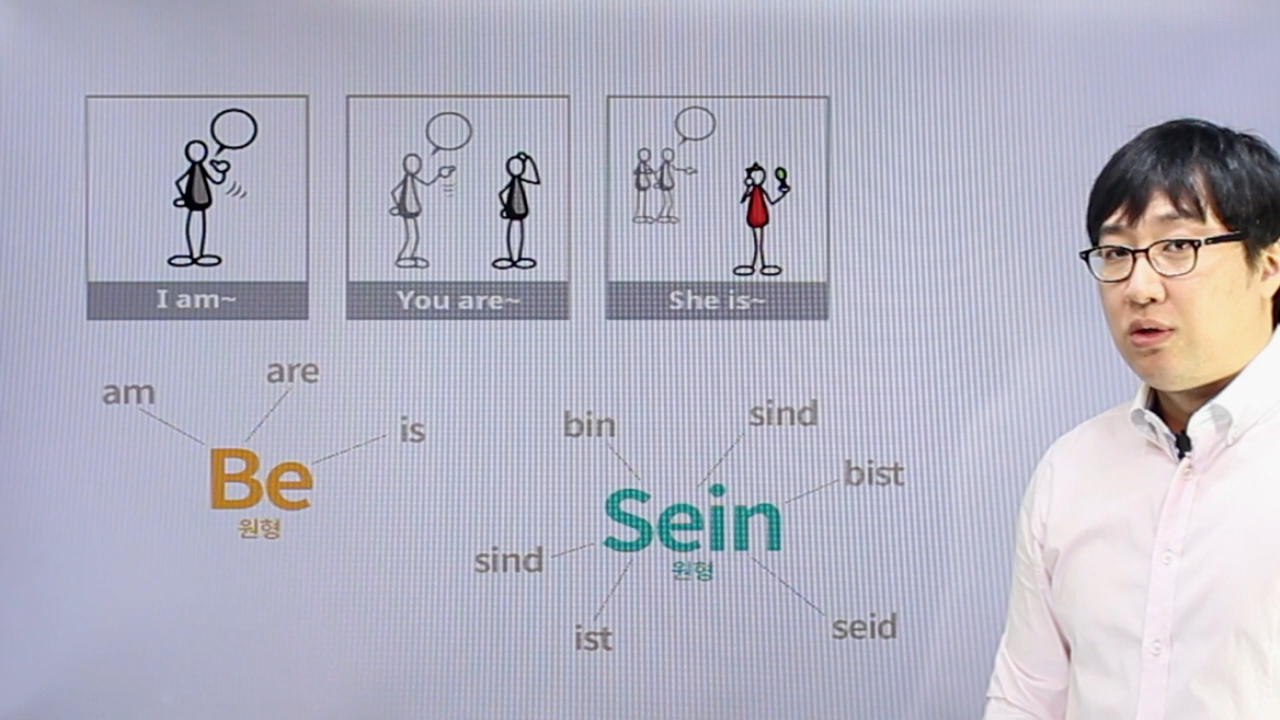 I am~
You are~
She is~
am
are
is
Be
원형
bin
sind
bist
Sein
원형
sind
ist
seid